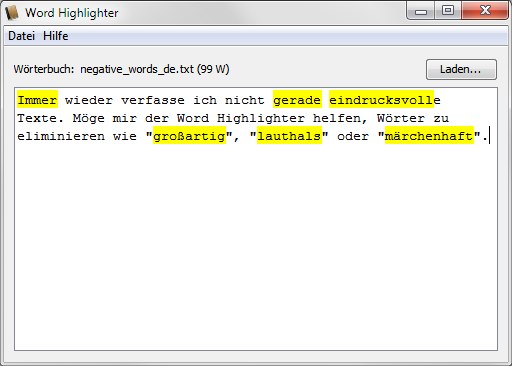 Word Highlighter
Datei Hilfe
Wörterbuch: negative_words_de.txt (99 W) Laden...
Immer wieder verfasse ich nicht gerade eindrucksvolle
Texte. Möge mir der Word Highlighter helfen, Wörter zu
eliminieren wie "großartig", "lauthals" oder "märchenhaft".